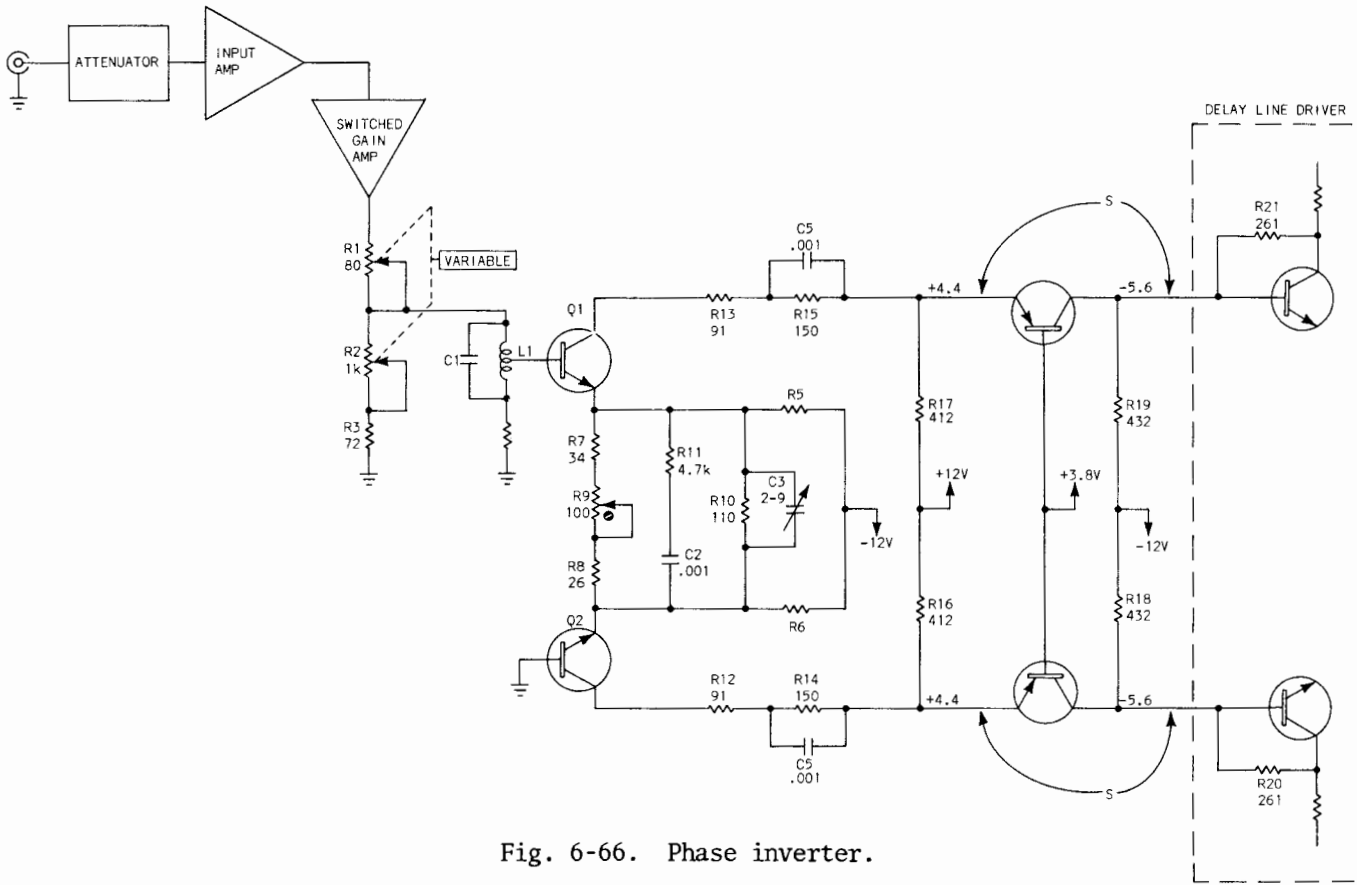 ATTENUATOR
INPUT
AMP
SWITCHED
GAIN
AMP
DELAY LINE DRIVER
R1
80
VARIABLE
R2
1k
R3
72
C1
L1
Q1
R13
91
C5
.001
R15
150
+4.4
S
-5.6
R21
261
R5
R7
34
R11
4.7k
R9
100
R10
110
C3
2-9
R8
26
C2
.001
-12V
R6
R17
412
+12V
R16
412
+3.8V
R19
432
-12V
R18
432
Q2
R12
91
R14
150
C5
.001
+4.4
S
-5.6
R20
261
Fig. 6-66. Phase inverter.